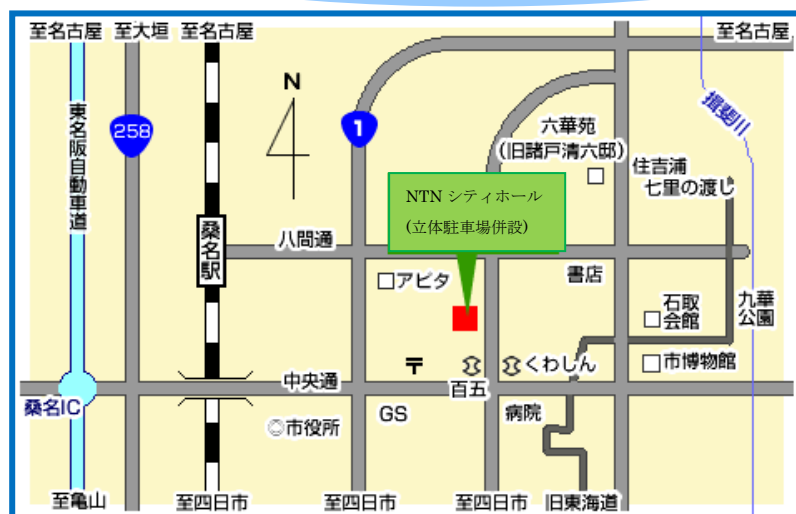 至名古屋
至大垣
至名古屋
至名古屋
N
258
1
東名阪自動車道
揖斐川
六華苑
(旧諸戸清六邸)
住吉浦
七里の渡し
NTN シティホール
(立体駐車場併設)
桑名駅
八間通
アピタ
書店
石取
会館
九華
公園
〒
くわしん
市博物館
中央通
百五
桑名IC
◎市役所
GS
病院
至亀山
至四日市
至四日市
至四日市
旧東海道